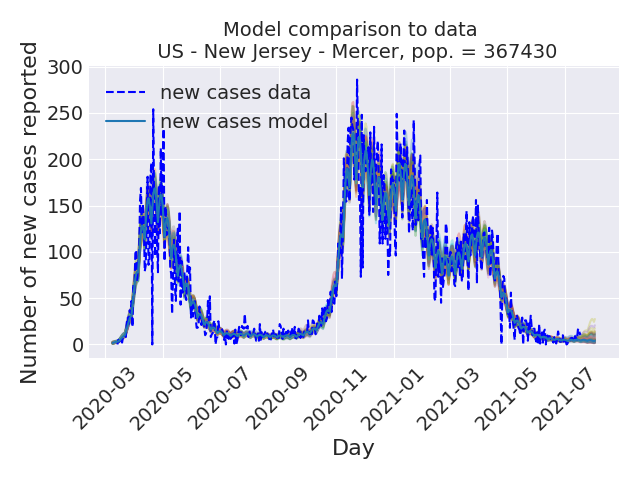 Model comparison to data
US - New Jersey - Mercer, pop. = 367430
Number of new cases reported
300
250
200
150
100
50
0
new cases data
new cases model
2020-03
2020-05
2020-07
2020-09
2020-11
2021-01
2021-03
2021-05
2021-07
Day